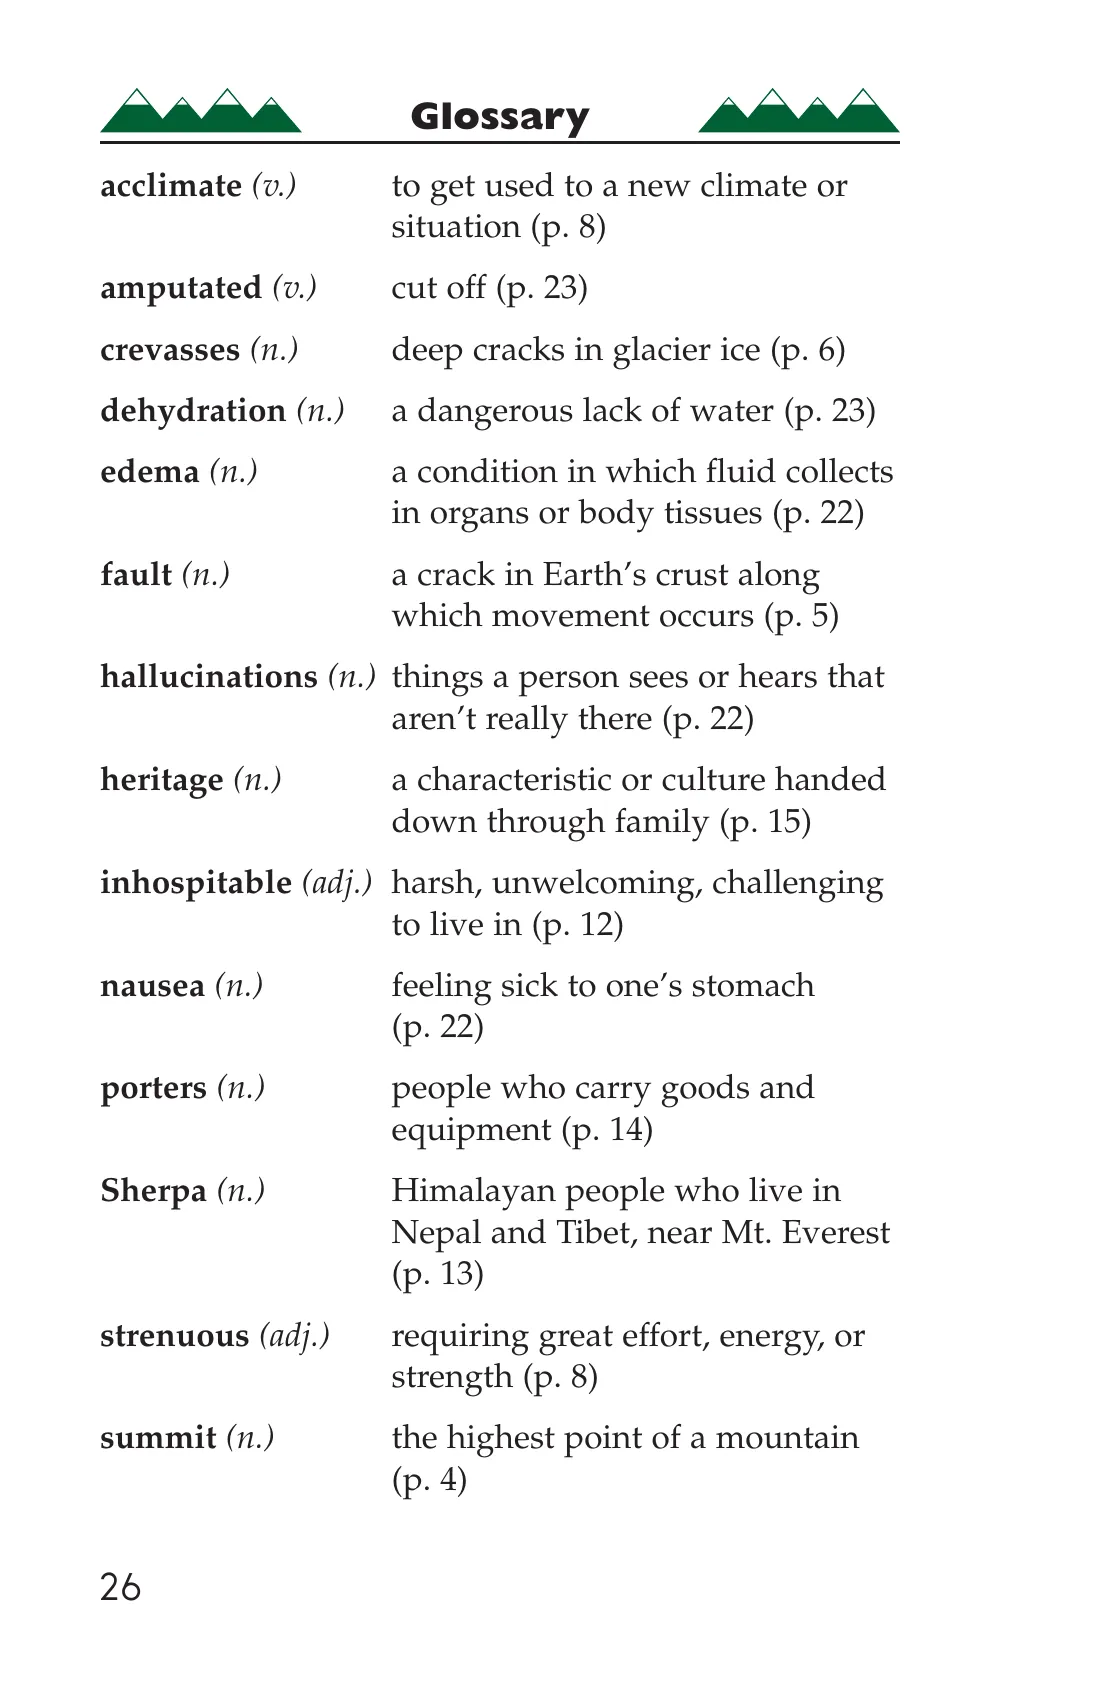 Glossary
acclimate (v.) to get used to a new climate or
situation (p. 8)
amputated (v.) cut off (p. 23)
crevasses (n.) deep cracks in glacier ice (p. 6)
dehydration (n.) a dangerous lack of water (p. 23)
edema (n.) a condition in which fluid collects
in organs or body tissues (p. 22)
fault (n.) a crack in Earth’s crust along
which movement occurs (p. 5)
hallucinations (n.) things a person sees or hears that
aren’t really there (p. 22)
heritage (n.) a characteristic or culture handed
down through family (p. 15)
inhospitable (adj.) harsh, unwelcoming, challenging
to live in (p. 12)
nausea (n.) feeling sick to one’s stomach
(p. 22)
porters (n.) people who carry goods and
equipment (p. 14)
Sherpa (n.) Himalayan people who live in
Nepal and Tibet, near Mt. Everest
(p. 13)
strenuous (adj.) requiring great effort, energy, or
strength (p. 8)
summit (n.) the highest point of a mountain
(p. 4)
26